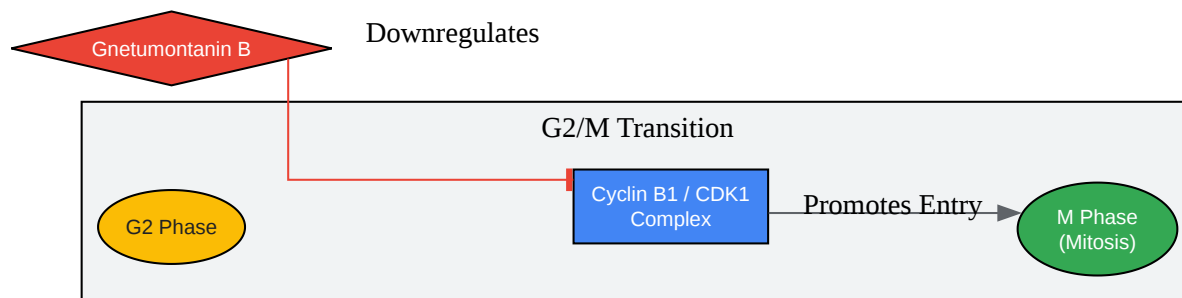 Gnetumontanin B
Downregulates
G2/M Transition
G2 Phase
Cyclin B1 / CDK1
Complex
Promotes Entry
M Phase
(Mitosis)